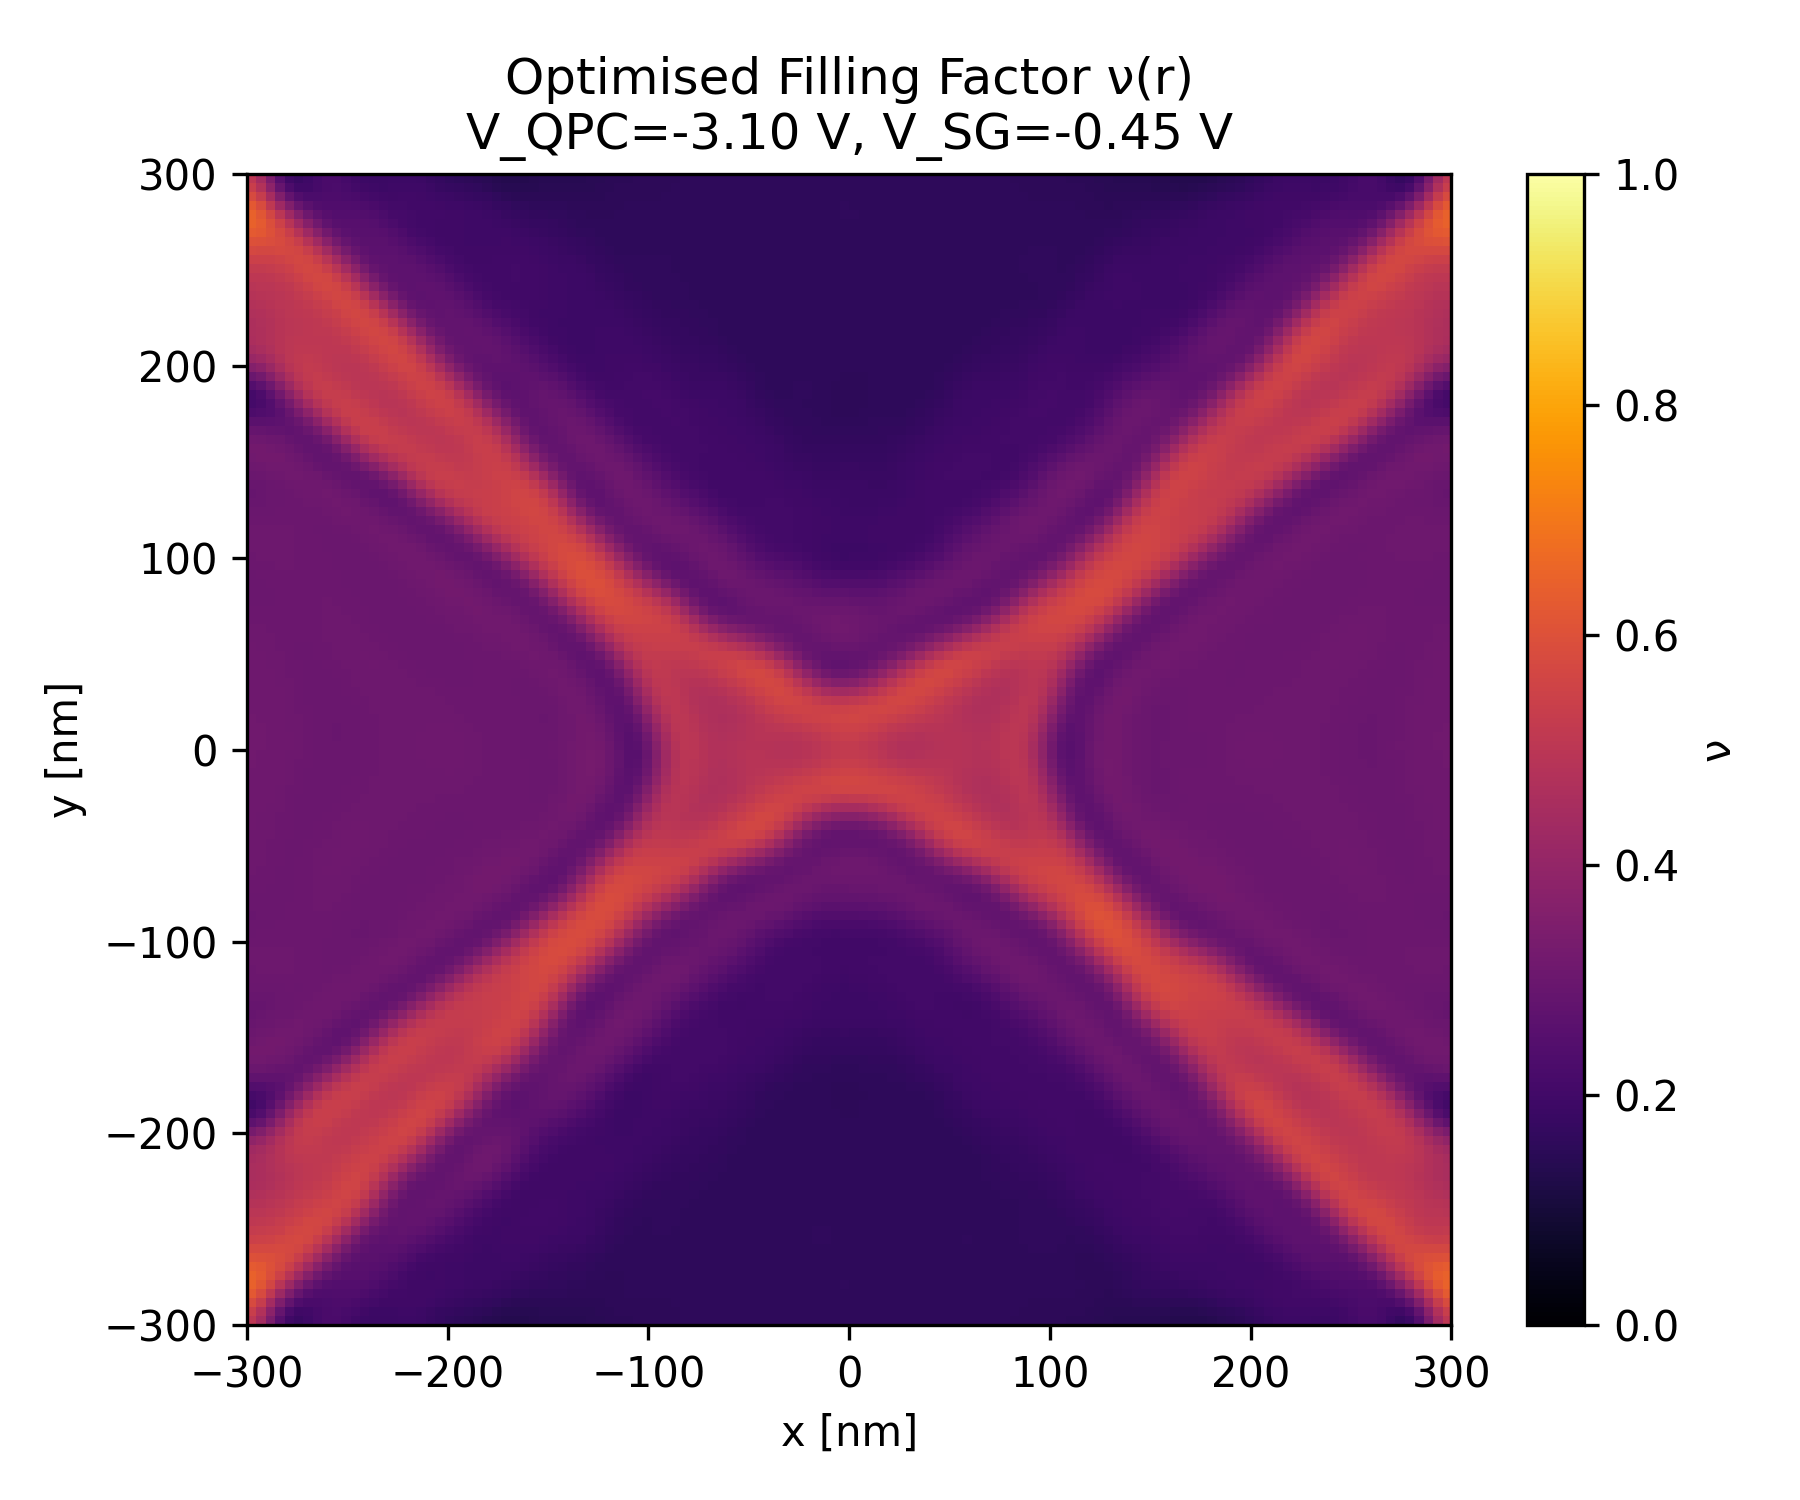 Optimised Filling Factor ν(r)
V_QPC=-3.10 V, V_SG=-0.45 V
300
200
100
0
−100
−200
−300
y [nm]
−300 −200 −100 0 100 200 300
x [nm]
1.0
0.8
0.6
0.4
0.2
0.0
ν